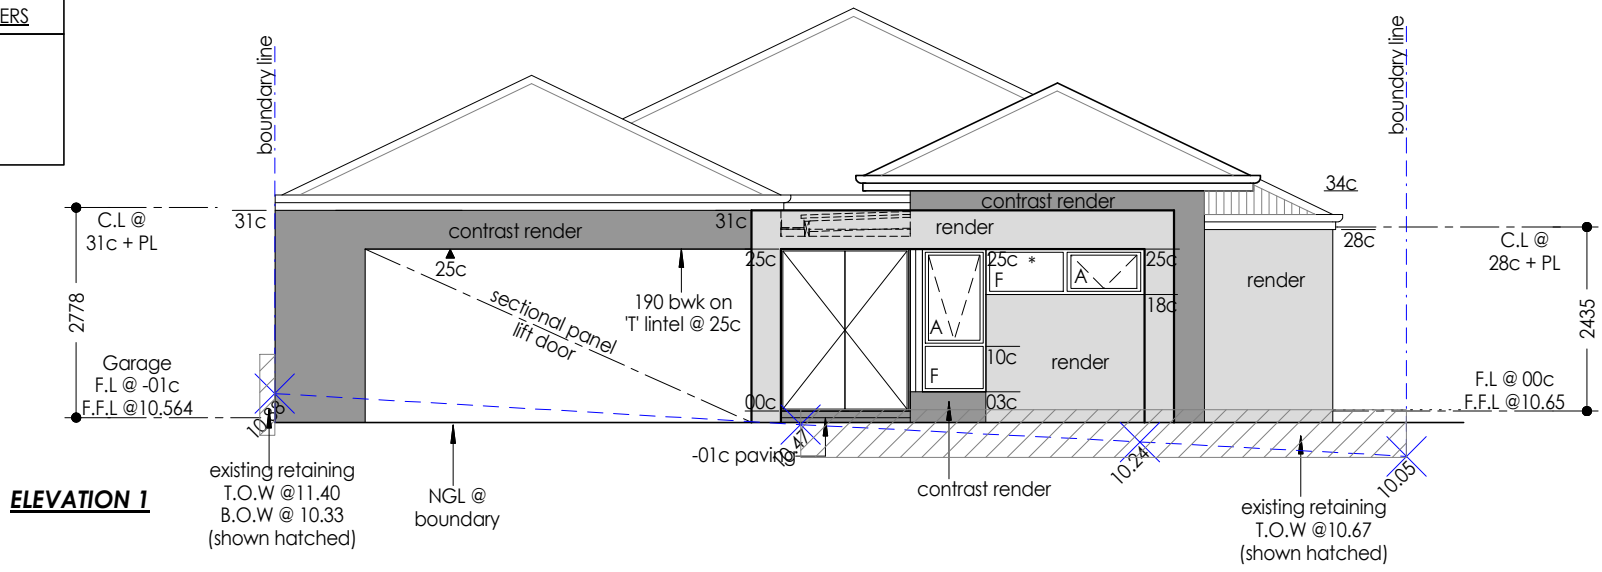 ERS
boundary line
boundary line
C.L @
31c + PL
31c
2778
Garage
F.L @ -01c
F.F.L @10.564
contrast render
25c
sectional panel
lift door
190 bwk on
'T' lintel @ 25c
31c
render
contrast render
34c
28c
C.L @
28c + PL
2435
F.L @ 00c
F.F.L @10.65
25c
25c
*
F
A
25c
18c
A
10c
F
render
render
00c
03c
-01c paving
10.47
10.24
10.05
existing retaining
T.O.W @11.40
B.O.W @ 10.33
(shown hatched)
NGL @
boundary
contrast render
existing retaining
T.O.W @10.67
(shown hatched)
ELEVATION 1